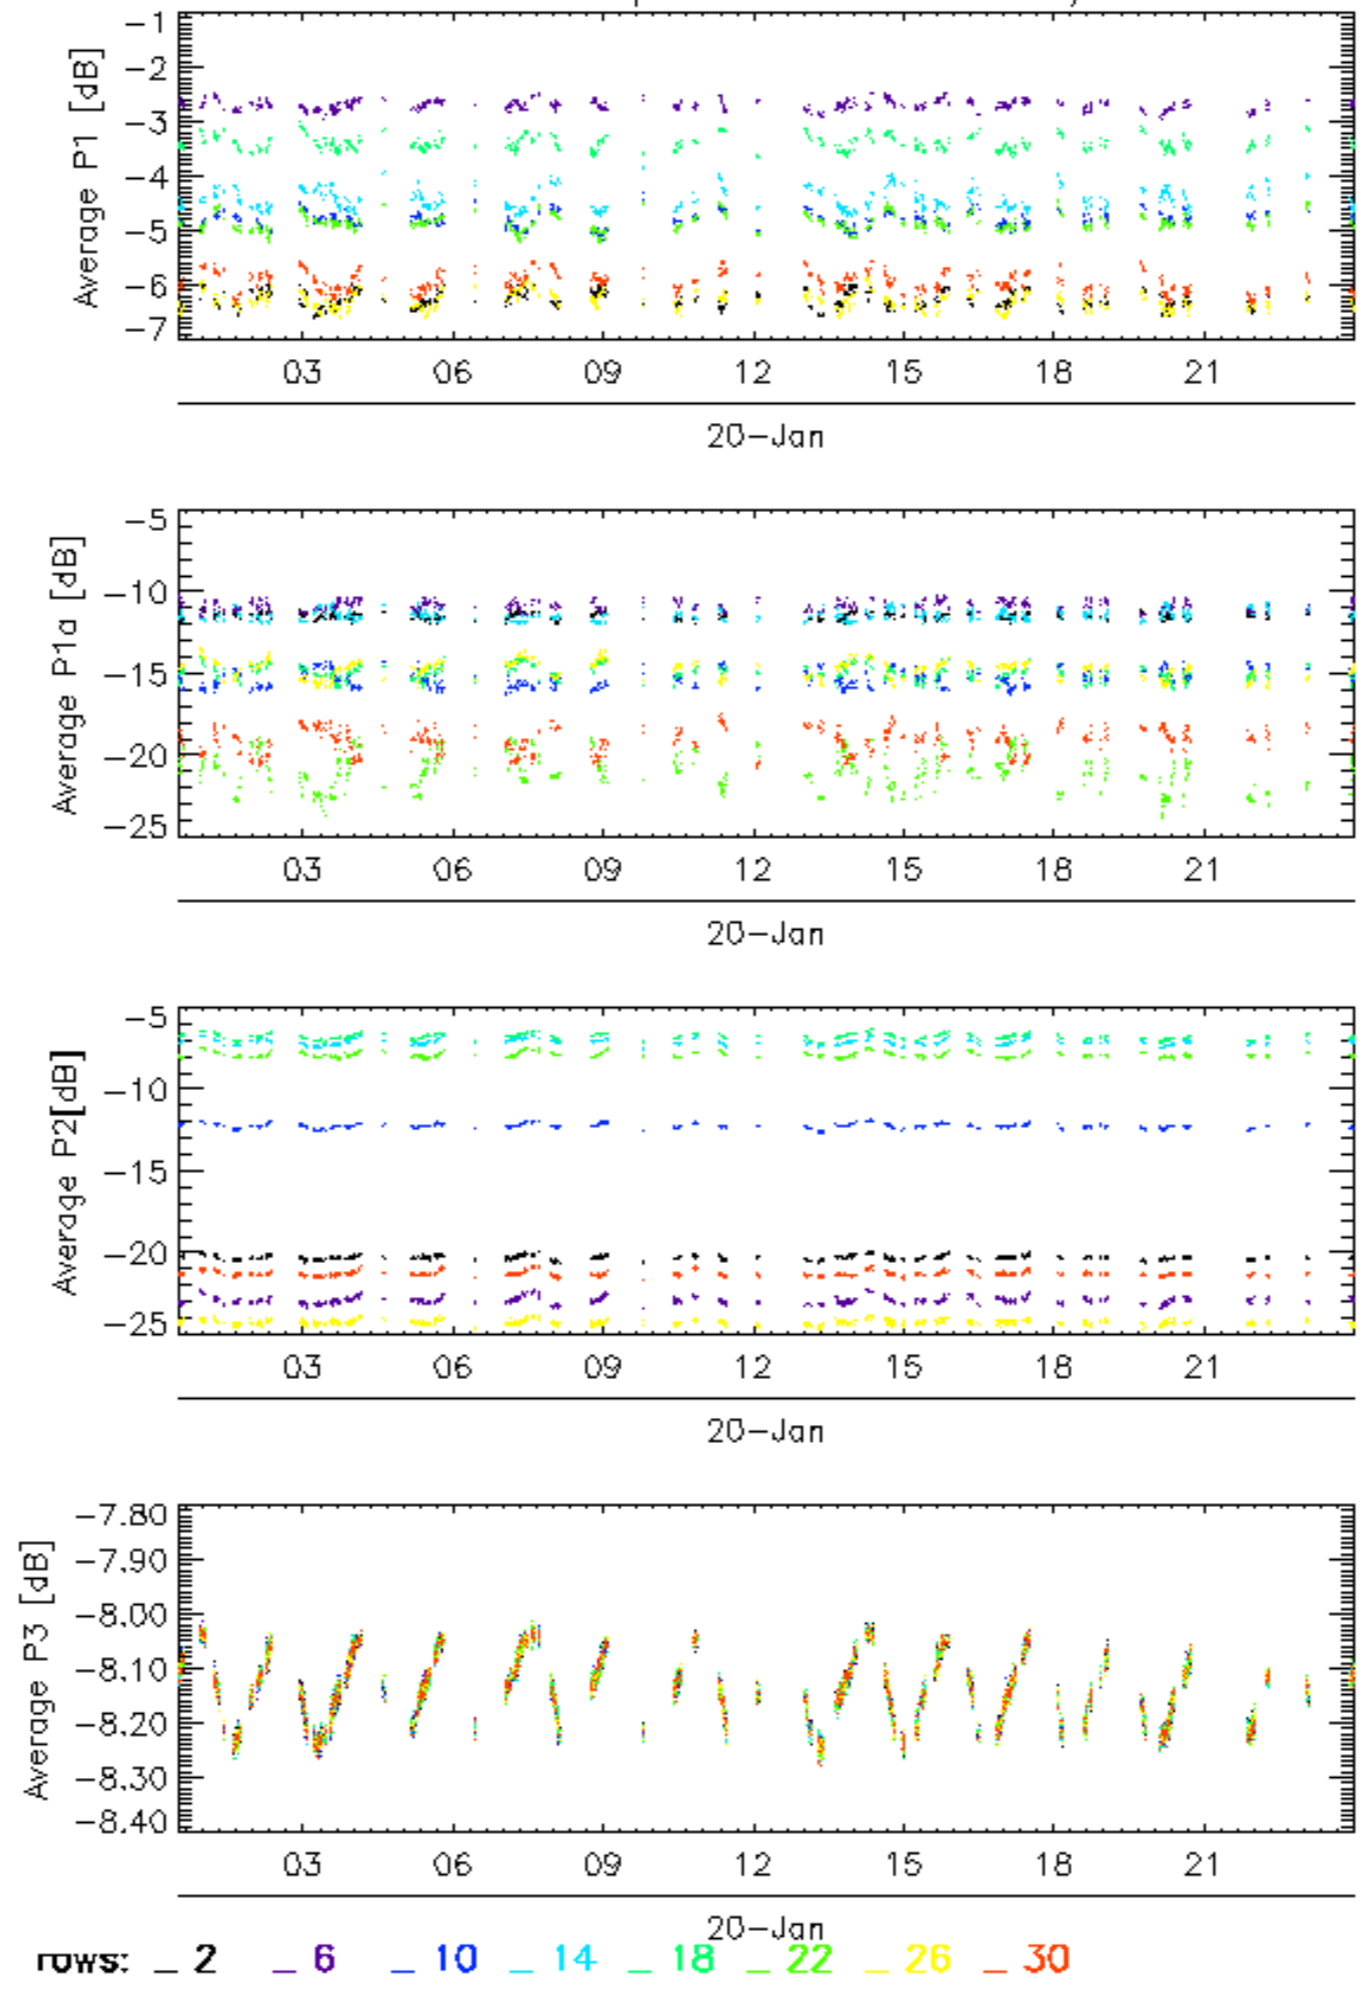 Average P1 [dB]
-1
-2
-3
-4
-5
-6
-7
03 06 09 12 15 18 21
20-Jan
Average P1a [dB]
-5
-10
-15
-20
-25
03 06 09 12 15 18 21
20-Jan
Average P2[dB]
-5
-10
-15
-20
-25
03 06 09 12 15 18 21
20-Jan
Average P3 [dB]
-7.80
-7.90
-8.00
-8.10
-8.20
-8.30
-8.40
03 06 09 12 15 18 21
20-Jan
rows: _ 2 _ 6 _ 10 _ 14 _ 18 _ 22 _ 26 _ 30